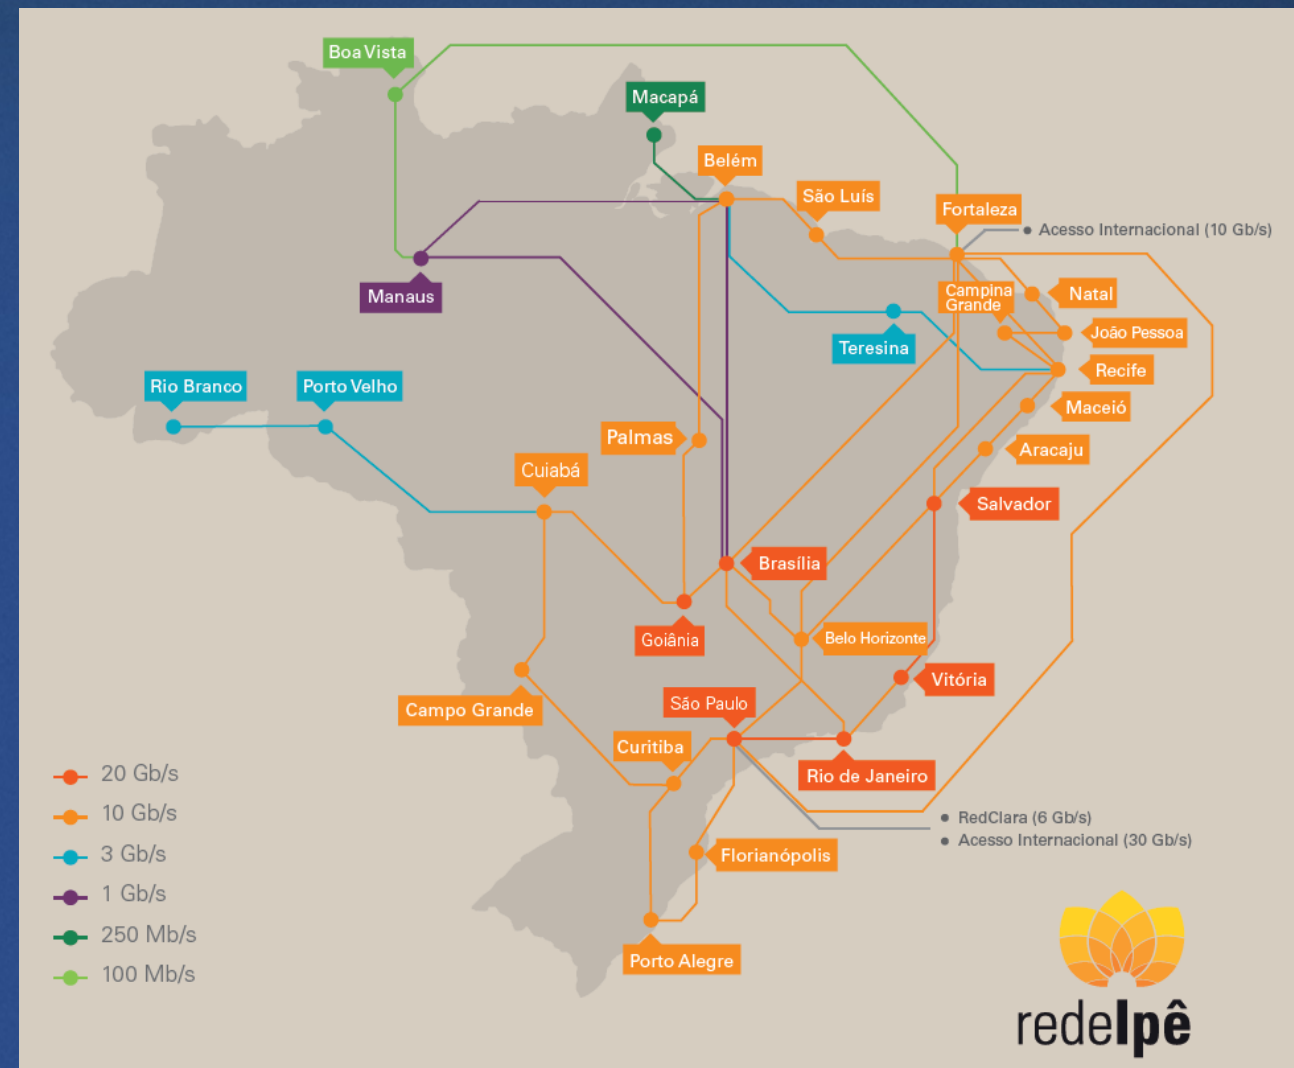 Boa Vista
Macapá
Belém
São Luís
Fortaleza
Acesso Internacional (10 Gb/s)
Manaus
Campina
Grande
Natal
João Pessoa
Teresina
Recife
Rio Branco
Porto Velho
Maceió
Palmas
Aracaju
Cuiabá
Salvador
Brasília
Goiânia
Belo Horizonte
Vitória
São Paulo
Campo Grande
Curitiba
Rio de Janeiro
RedClara (6 Gb/s)
Acesso Internacional (30 Gb/s)
Florianópolis
Porto Alegre
20 Gb/s
10 Gb/s
3 Gb/s
1 Gb/s
250 Mb/s
100 Mb/s
redeIpê